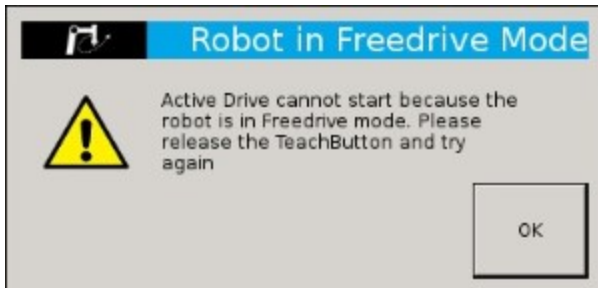 Robot in Freedrive Mode
Active Drive cannot start because the
robot is in Freedrive mode. Please
release the TeachButton and try
again
OK